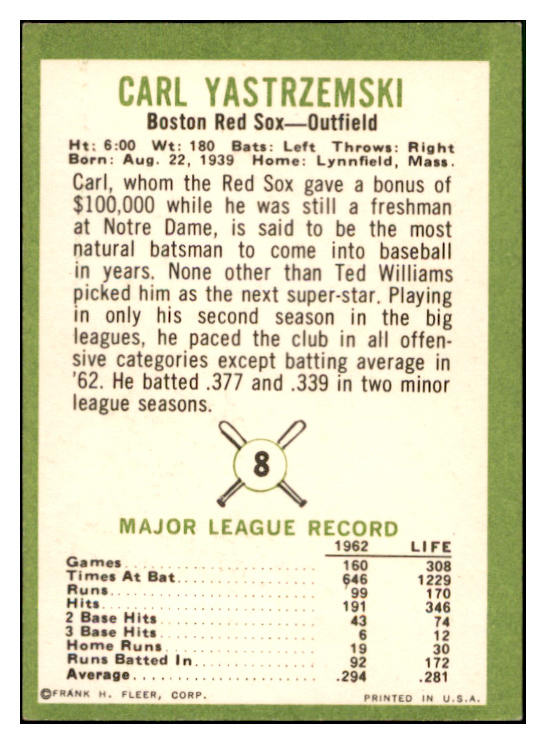 CARL YASTRZEMSKI
Boston Red Sox—Outfield
Ht: 6:00 Wt: 180 Bats: Left Throws: Right
Born: Aug. 22, 1939 Home: Lynnfield, Mass.
Carl, whom the Red Sox gave a bonus of
$100,000 while he was still a freshman
at Notre Dame, is said to be the most
natural batsman to come into baseball
in years. None other than Ted Williams
picked him as the next super-star. Playing
in only his second season in the big
leagues, he paced the club in all offen-
sive categories except batting average in
'62. He batted .377 and .339 in two minor
league seasons.
8
MAJOR LEAGUE RECORD
1962 LIFE
Games 160 308
Times At Bat 646 1229
Runs 99 170
Hits 191 346
2 Base Hits 43 74
3 Base Hits 6 12
Home Runs 19 30
Runs Batted In 92 172
Average .294 .281
©FRANK H. FLEER, CORP. PRINTED IN U.S.A.